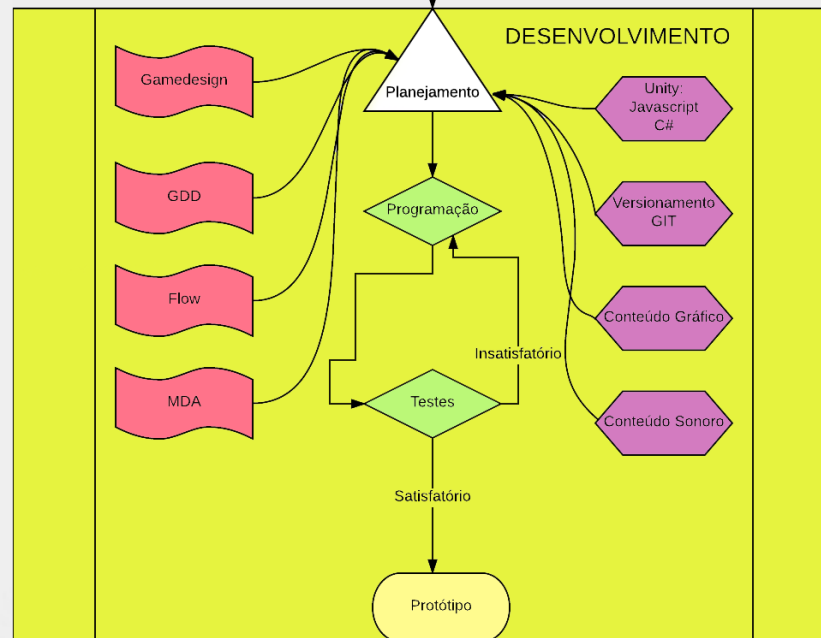 DESENVOLVIMENTO
Gamedesign
Planejamento
Unity:
Javascript
C#
GDD
Programação
Versionamento
GIT
Flow
Conteúdo Gráfico
Insatisfatório
MDA
Testes
Conteúdo Sonoro
Satisfatório
Protótipo